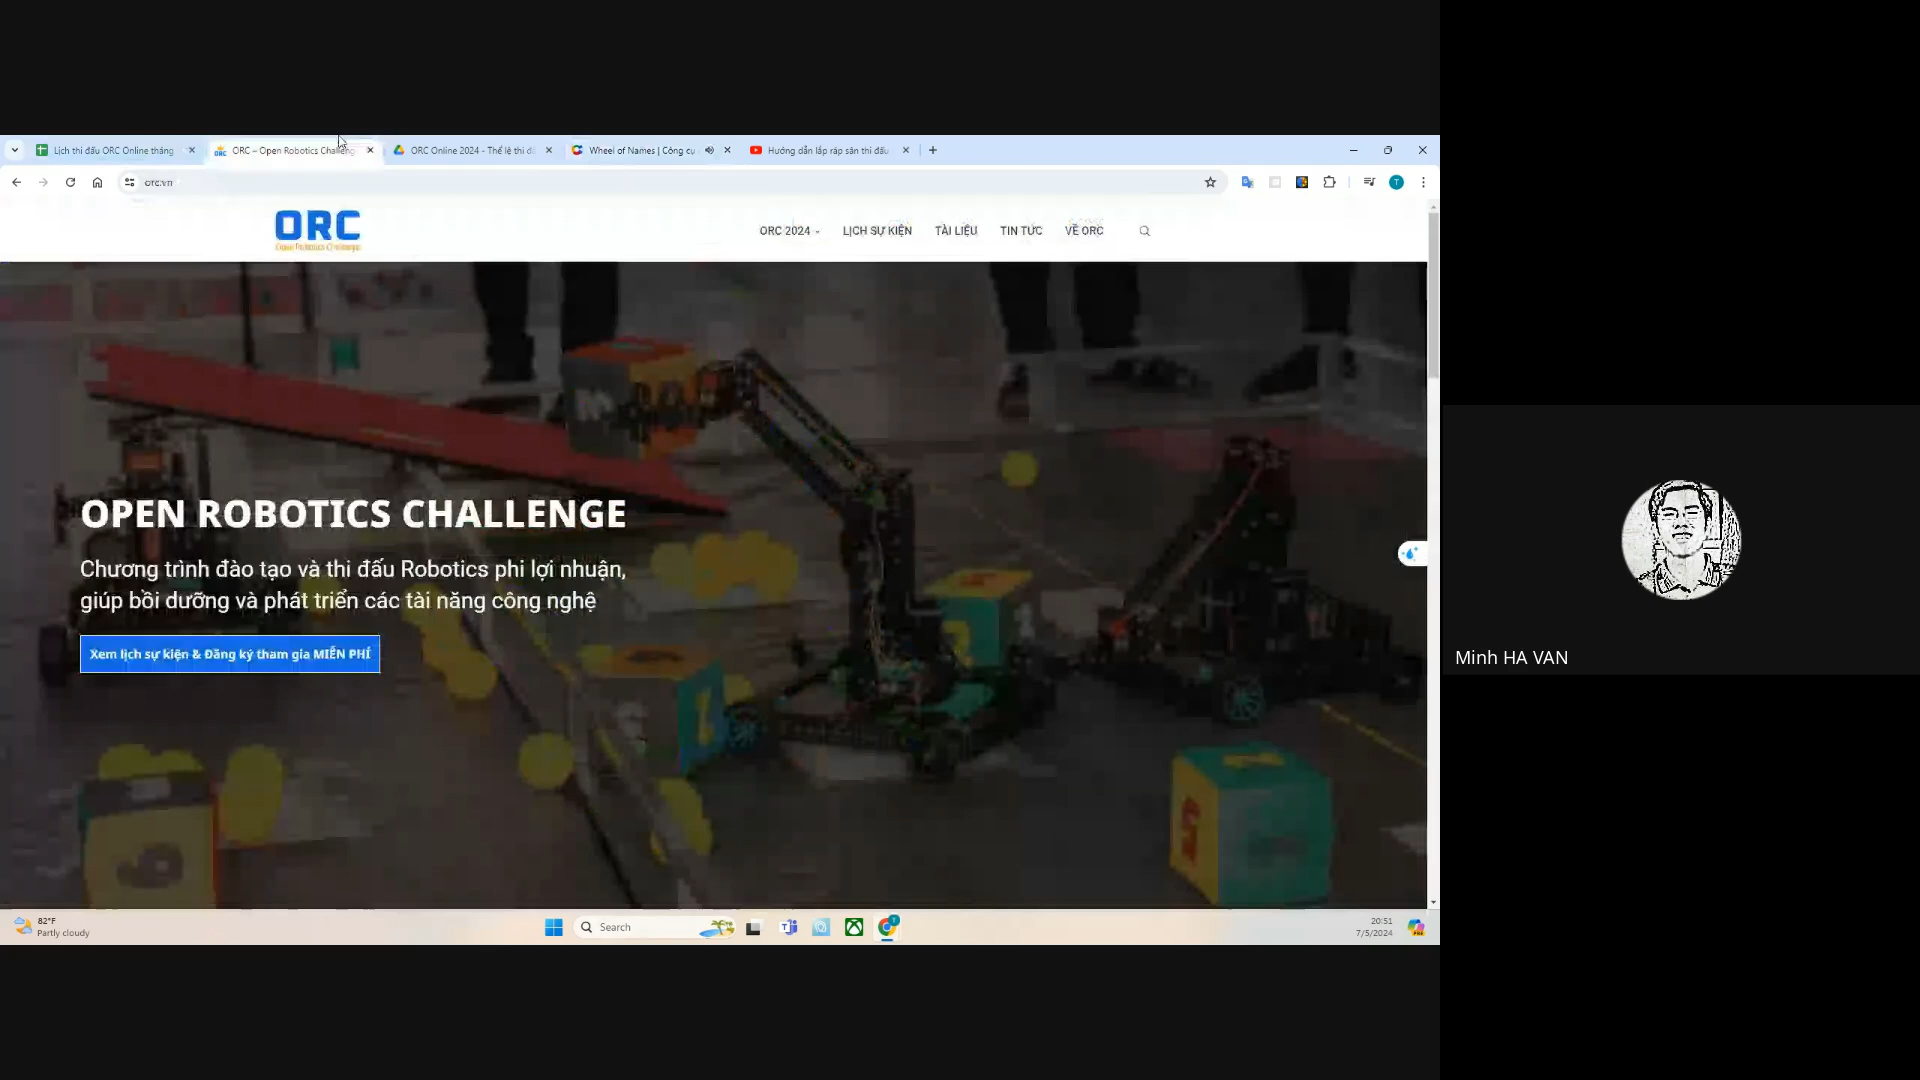 Lịch thi đấu ORC Online tháng
ORC – Open Robotics Challeng
ORC Online 2024 - Thể lệ thi đấ
Wheel of Names | Công cụ
Hướng dẫn lắp ráp sân thi đấu
orc.vn
T
ORC
Open Robotics Challenge
ORC 2024
LỊCH SỰ KIỆN
TÀI LIỆU
TIN TỨC
VỀ ORC
OPEN ROBOTICS CHALLENGE
Chương trình đào tạo và thi đấu Robotics phi lợi nhuận,
giúp bồi dưỡng và phát triển các tài năng công nghệ
Xem lịch sự kiện & Đăng ký tham gia MIỄN PHÍ
Minh HA VAN
82°F
Partly cloudy
Search
20:51
7/5/2024